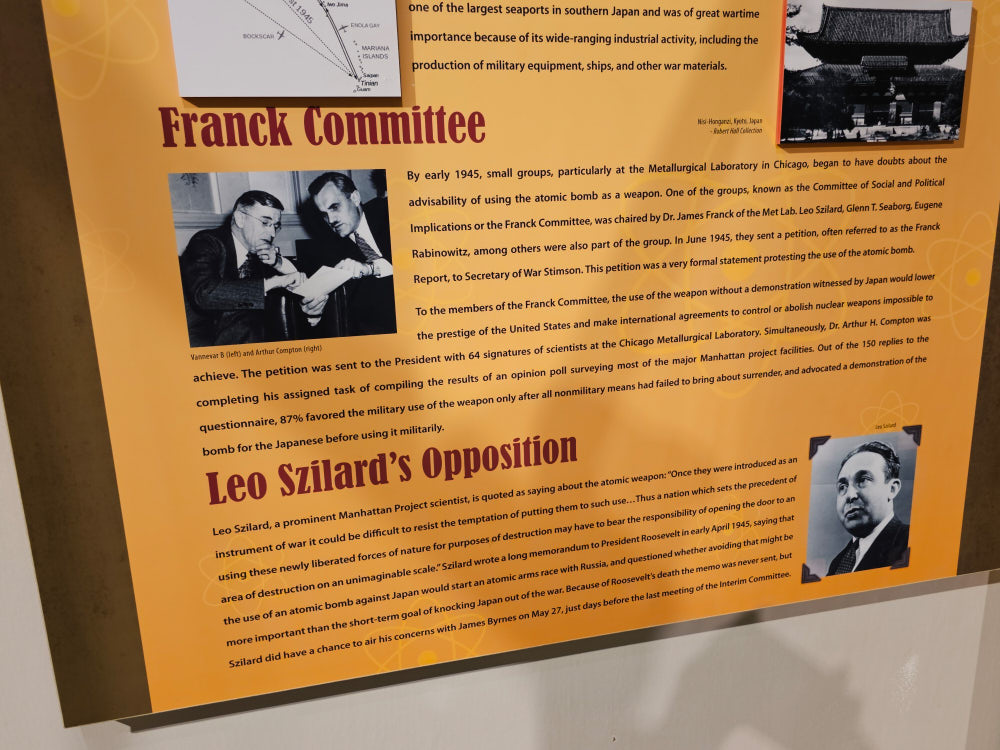 st 1945
Iwo Jima
ENOLA GAY
BOCKSCAR
MARIANA
ISLANDS
Saipan
Tinian
Guam
one of the largest seaports in southern Japan and was of great wartime
importance because of its wide-ranging industrial activity, including the
production of military equipment, ships, and other war materials.
Nisi-Honganzi, Kyoto, Japan
- Robert Hall Collection
Franck Committee
By early 1945, small groups, particularly at the Metallurgical Laboratory in Chicago, began to have doubts about the
advisability of using the atomic bomb as a weapon. One of the groups, known as the Committee of Social and Political
Implications or the Franck Committee, was chaired by Dr. James Franck of the Met Lab. Leo Szilard, Glenn T. Seaborg, Eugene
Rabinowitz, among others were also part of the group. In June 1945, they sent a petition, often referred to as the Franck
Report, to Secretary of War Stimson. This petition was a very formal statement protesting the use of the atomic bomb.
Vannevar B (left) and Arthur Compton (right)
To the members of the Franck Committee, the use of the weapon without a demonstration witnessed by Japan would lower
the prestige of the United States and make international agreements to control or abolish nuclear weapons impossible to
achieve. The petition was sent to the President with 64 signatures of scientists at the Chicago Metallurgical Laboratory. Simultaneously, Dr. Arthur H. Compton was
completing his assigned task of compiling the results of an opinion poll surveying most of the major Manhattan project facilities. Out of the 150 replies to the
questionnaire, 87% favored the military use of the weapon only after all nonmilitary means had failed to bring about surrender, and advocated a demonstration of the
bomb for the Japanese before using it militarily.
Leo Szilard's Opposition
Leo Szilard
Leo Szilard, a prominent Manhattan Project scientist, is quoted as saying about the atomic weapon: "Once they were introduced as an
instrument of war it could be difficult to resist the temptation of putting them to such use…Thus a nation which sets the precedent of
using these newly liberated forces of nature for purposes of destruction may have to bear the responsibility of opening the door to an
area of destruction on an unimaginable scale." Szilard wrote a long memorandum to President Roosevelt in early April 1945, saying that
the use of an atomic bomb against Japan would start an atomic arms race with Russia, and questioned whether avoiding that might be
more important than the short-term goal of knocking Japan out of the war. Because of Roosevelt's death the memo was never sent, but
Szilard did have a chance to air his concerns with James Byrnes on May 27, just days before the last meeting of the Interim Committee.